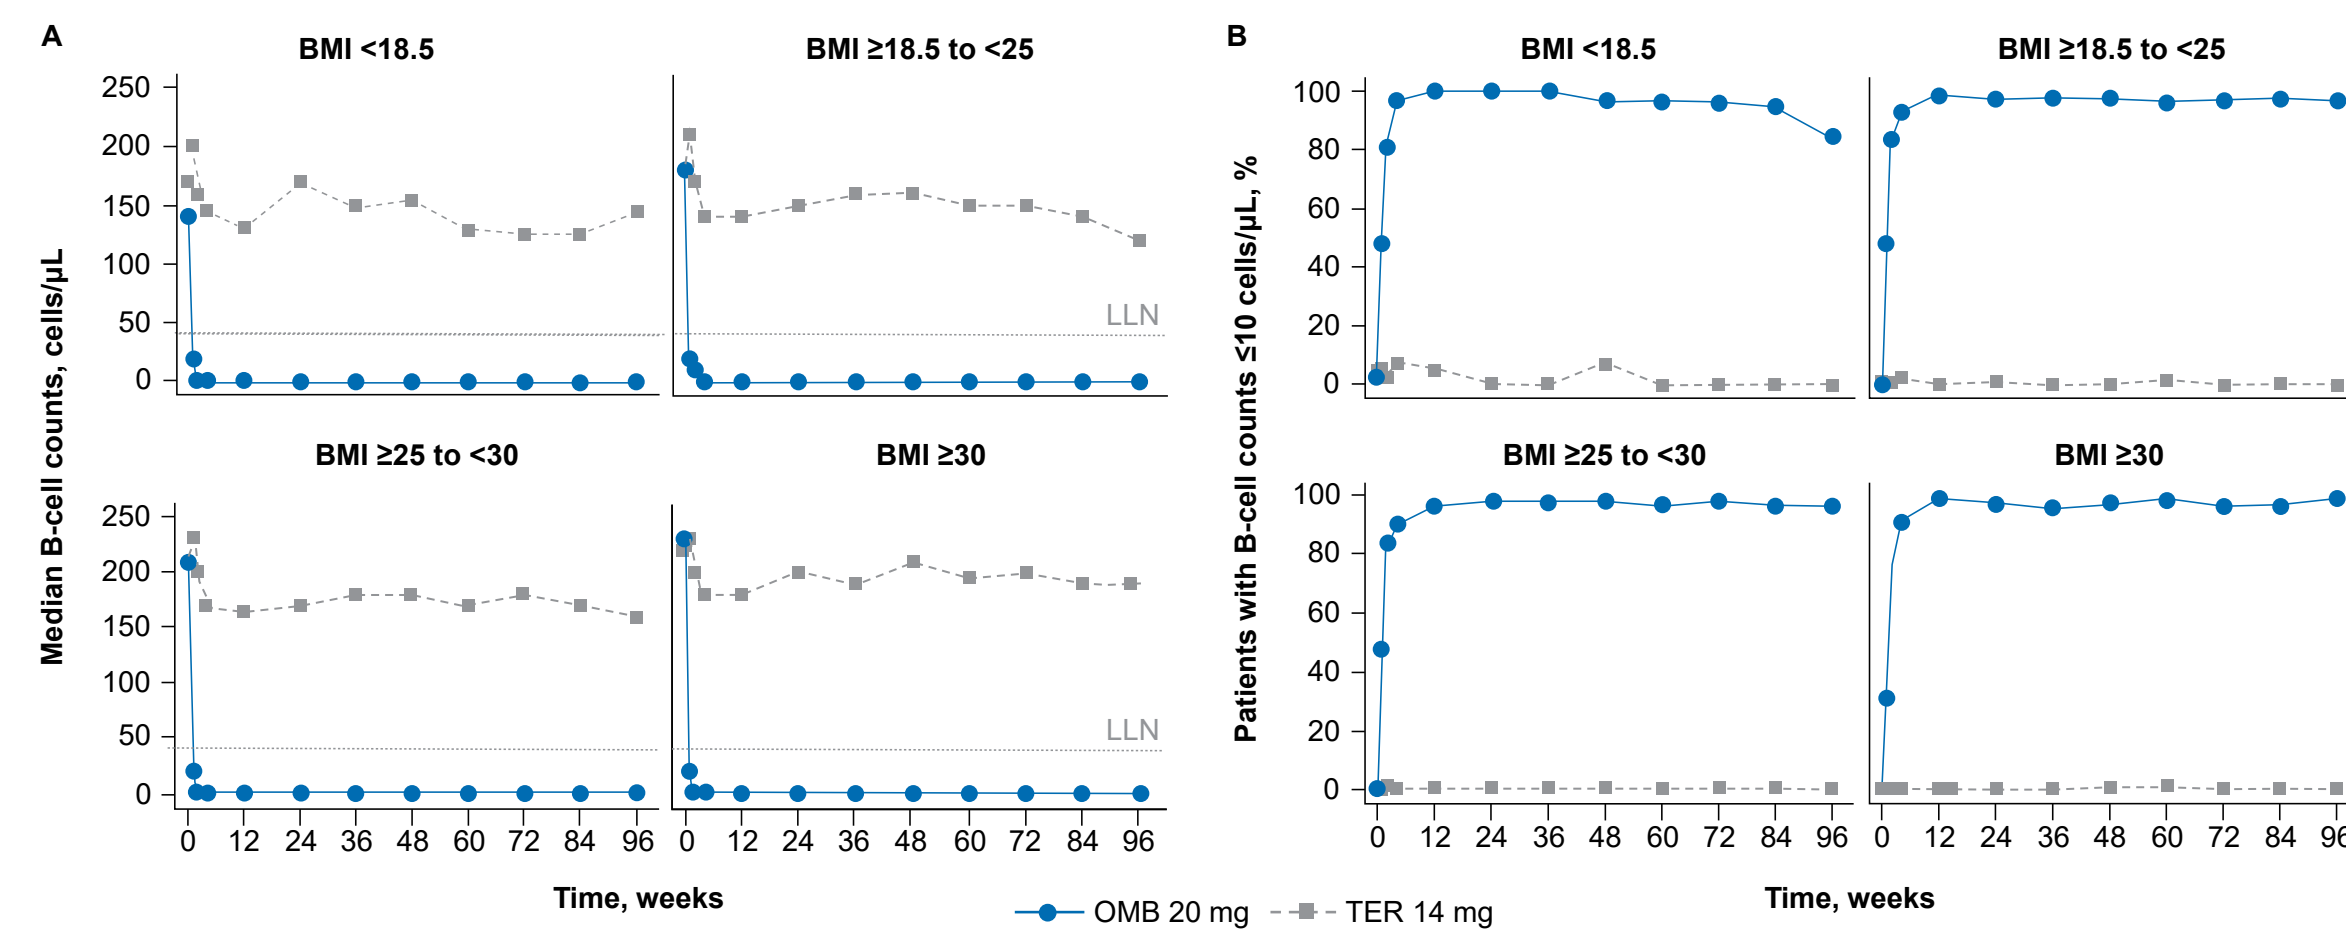 A
BMI <18.5
BMI ≥18.5 to <25
250
200
150
100
50
0
LLN
BMI ≥25 to <30
BMI ≥30
250
200
150
100
50
0
LLN
0 12 24 36 48 60 72 84 96
0 12 24 36 48 60 72 84 96
Median B-cell counts, cells/µL
Time, weeks
B
BMI <18.5
BMI ≥18.5 to <25
100
80
60
40
20
0
BMI ≥25 to <30
BMI ≥30
100
80
60
40
20
0
0 12 24 36 48 60 72 84 96
0 12 24 36 48 60 72 84 96
Patients with B-cell counts ≤10 cells/µL, %
Time, weeks
OMB 20 mg
TER 14 mg